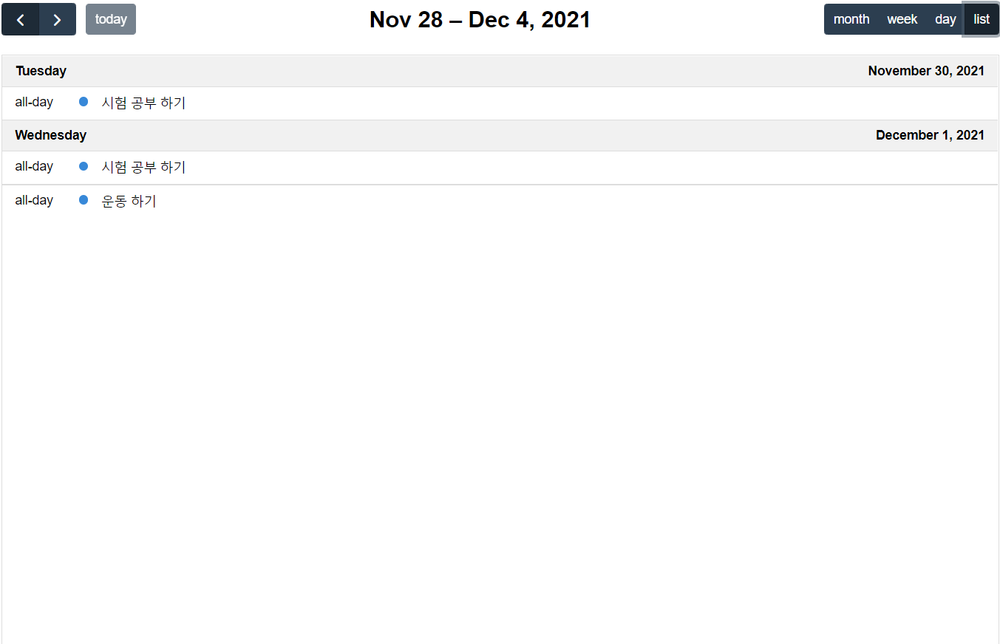 today Nov 28 – Dec 4, 2021 month week day list
Tuesday November 30, 2021
all-day 시험 공부 하기
Wednesday December 1, 2021
all-day 시험 공부 하기
all-day 운동 하기